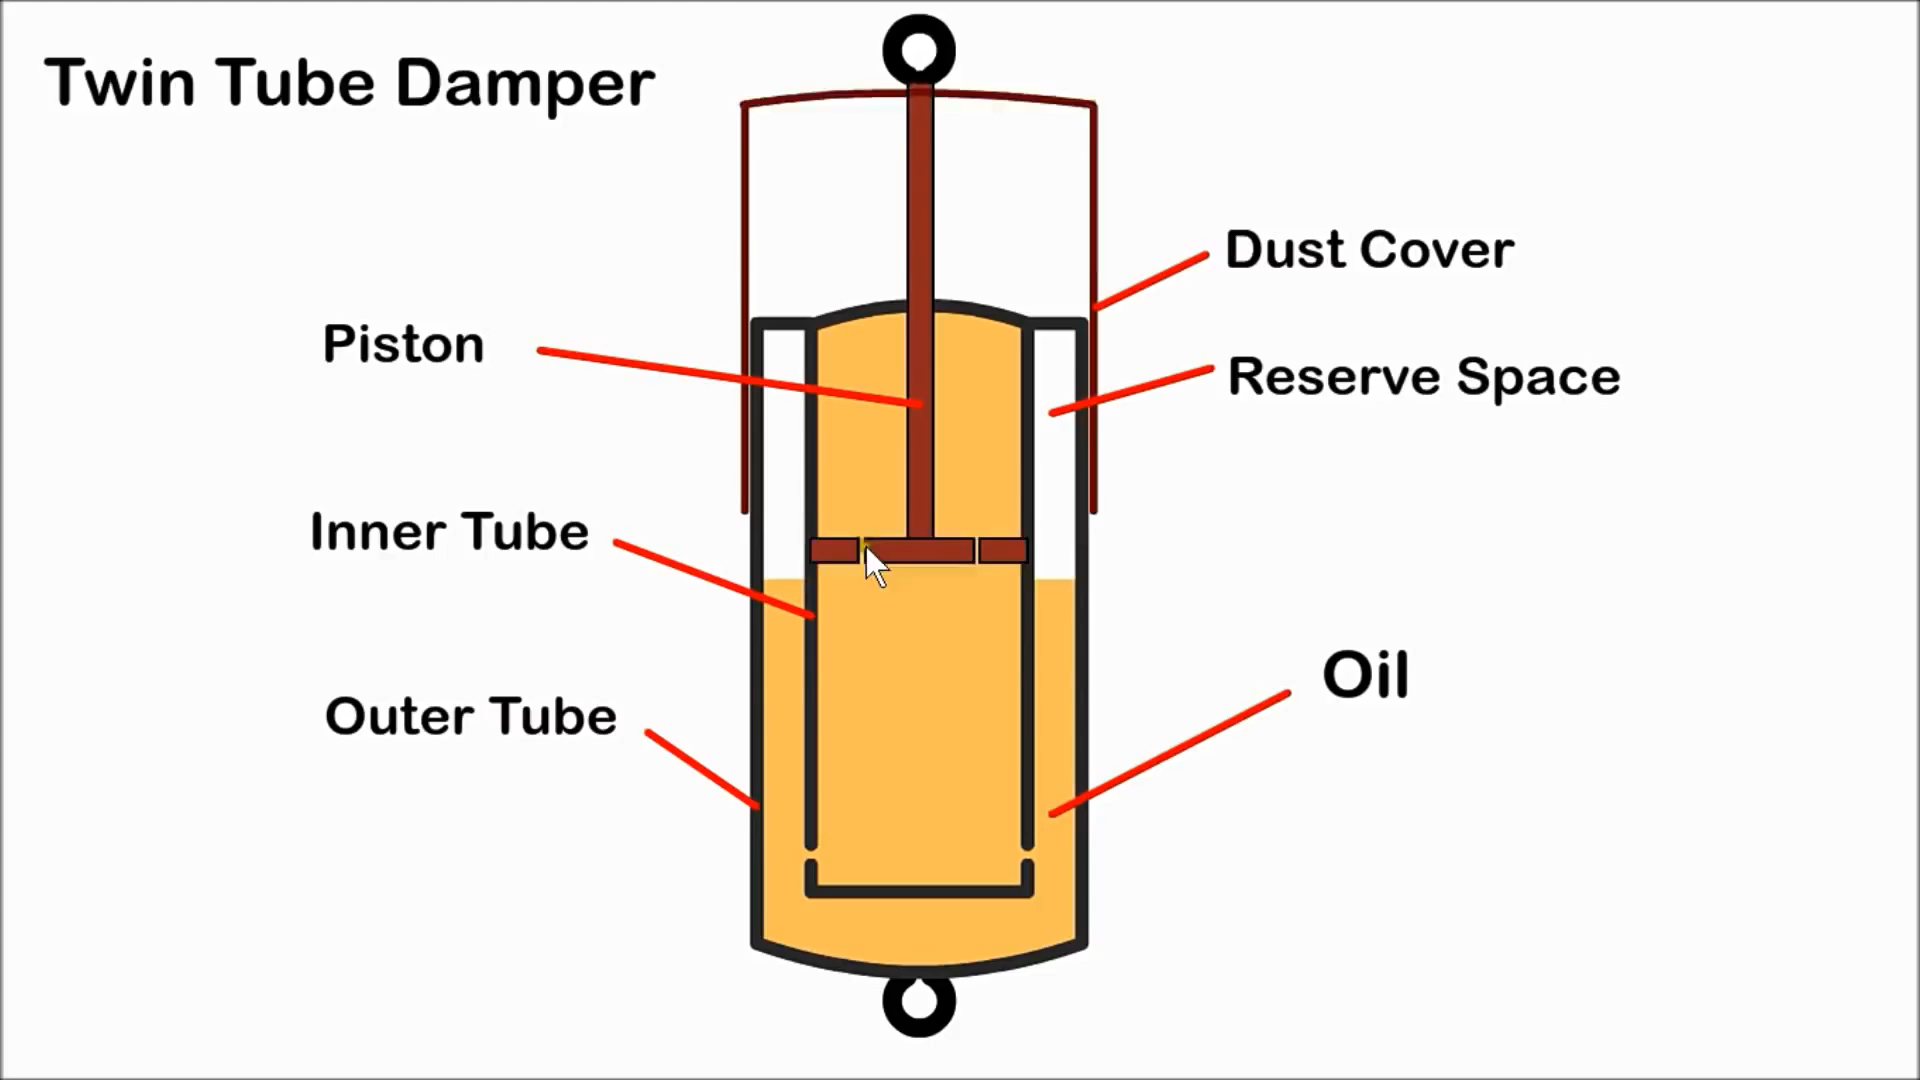 Twin Tube Damper
Dust Cover
Piston
Reserve Space
Inner Tube
Oil
Outer Tube